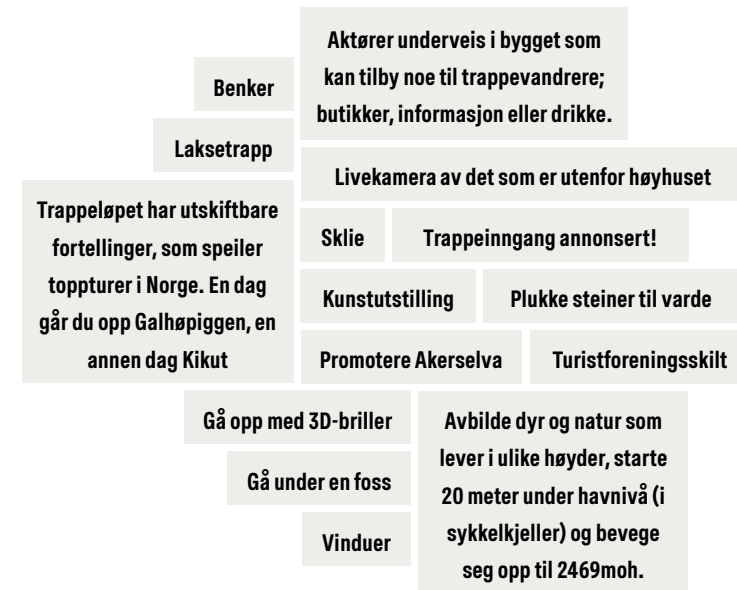 Aktører underveis i bygget som
kan tilby noe til trappevandrere;
butikker, informasjon eller drikke.
Benker
Laksetrapp
Livekamera av det som er utenfor høyhuset
Trappeløpet har utskiftbare
fortellinger, som speiler
toppturer i Norge. En dag
går du opp Galhøpiggen, en
annen dag Kikut
Sklie
Trappeinngang annonsert!
Kunstutstilling
Plukke steiner til varde
Promotere Akerselva
Turistforeningsskilt
Gå opp med 3D-briller
Gå under en foss
Vinduer
Avbilde dyr og natur som
lever i ulike høyder, starte
20 meter under havnivå (i
sykkelkjeller) og bevege
seg opp til 2469moh.